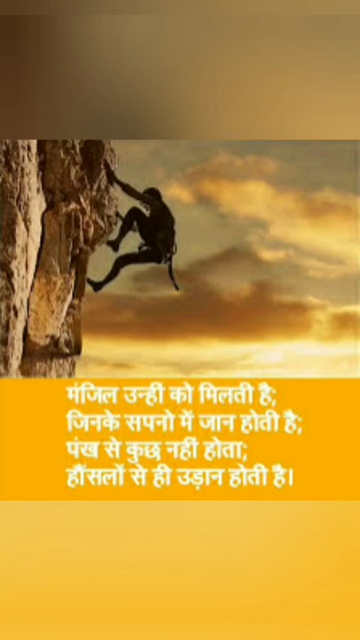 मंजिल उन्हीं को मिलती है;
जिनके सपनो में जान होती है;
पंख से कुछ नहीं होता;
हौंसलों से ही उड़ान होती है।